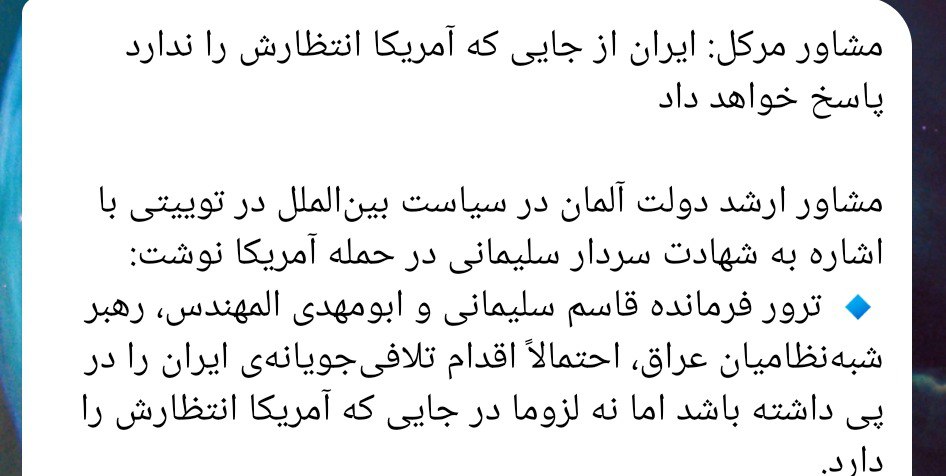 مشاور مرکل: ایران از جایی که آمریکا انتظارش را ندارد
پاسخ خواهد داد
مشاور ارشد دولت آلمان در سیاست بین‌الملل در توییتی با
اشاره به شهادت سردار سلیمانی در حمله آمریکا نوشت:
🔹 ترور فرمانده قاسم سلیمانی و ابومهدی المهندس، رهبر
شبه‌نظامیان عراق، احتمالاً اقدام تلافی‌جویانه‌ی ایران را در
پی داشته باشد اما نه لزوما در جایی که آمریکا انتظارش را
دارد.